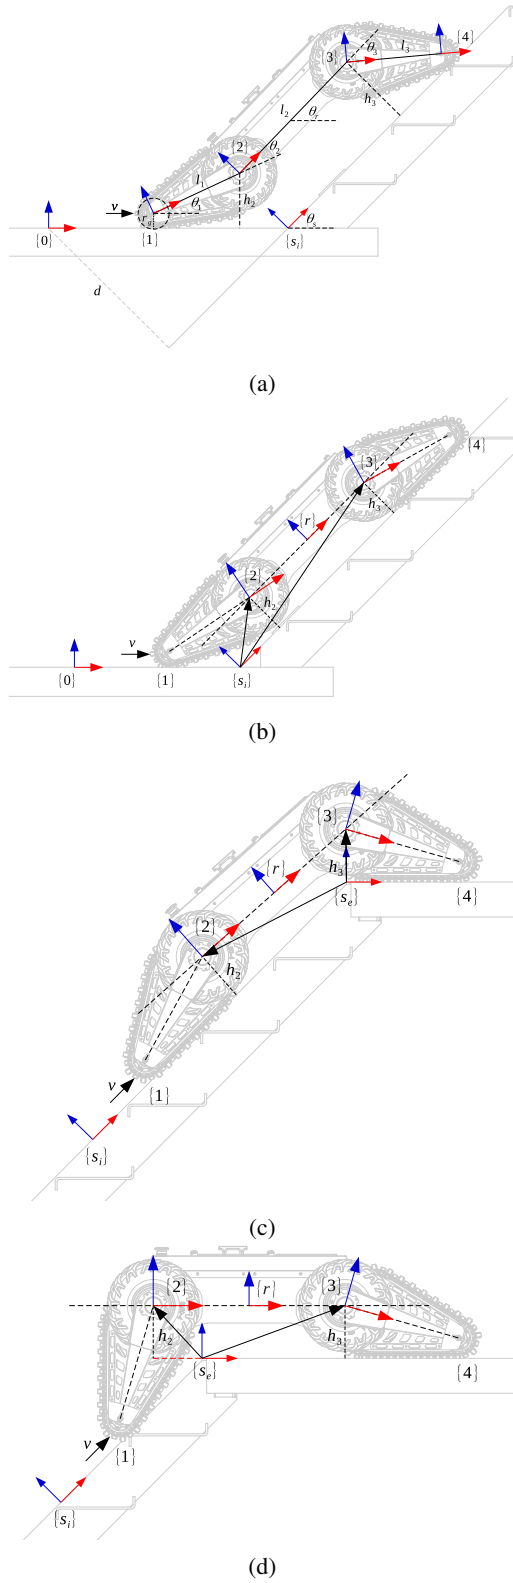 {4}
3} θ₃ l₃
h₃
l₂ θᵣ
{2} θ₂
l₁ θ₁ h₂
v r_g
{0} {1} {sᵢ} θₛ
d
(a)
{4}
{3}
h₃
{r}
{2}
h₂
v
{0} {1} {sᵢ}
(b)
{3}
{r} h₃ {4}
{sₑ}
{2}
h₂
v {1}
{sᵢ}
(c)
{2} {r} {3}
h₂ h₃
{sₑ} {4}
v {1}
{sᵢ}
(d)